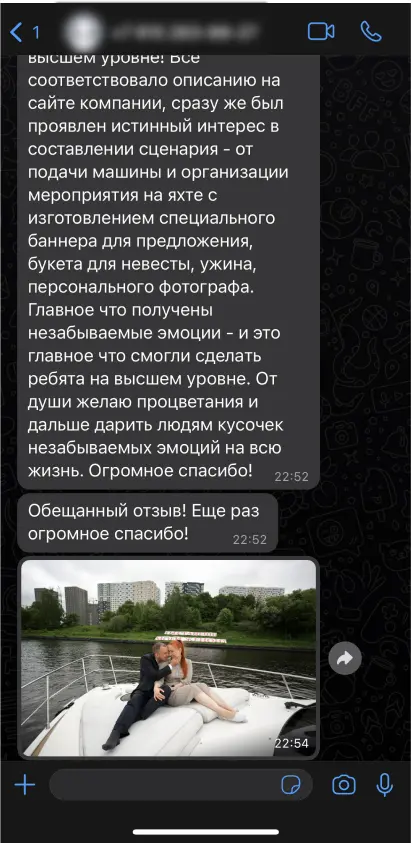 1
высшем уровне! Все
соответствовало описанию на
сайте компании, сразу же был
проявлен истинный интерес в
составлении сценария - от
подачи машины и организации
мероприятия на яхте с
изготовлением специального
баннера для предложения,
букета для невесты, ужина,
персонального фотографа.
Главное что получены
незабываемые эмоции - и это
главное что смогли сделать
ребята на высшем уровне. От
души желаю процветания и
дальше дарить людям кусочек
незабываемых эмоций на всю
жизнь. Огромное спасибо!
22:52
Обещанный отзыв! Еще раз
огромное спасибо!
22:52
22:54